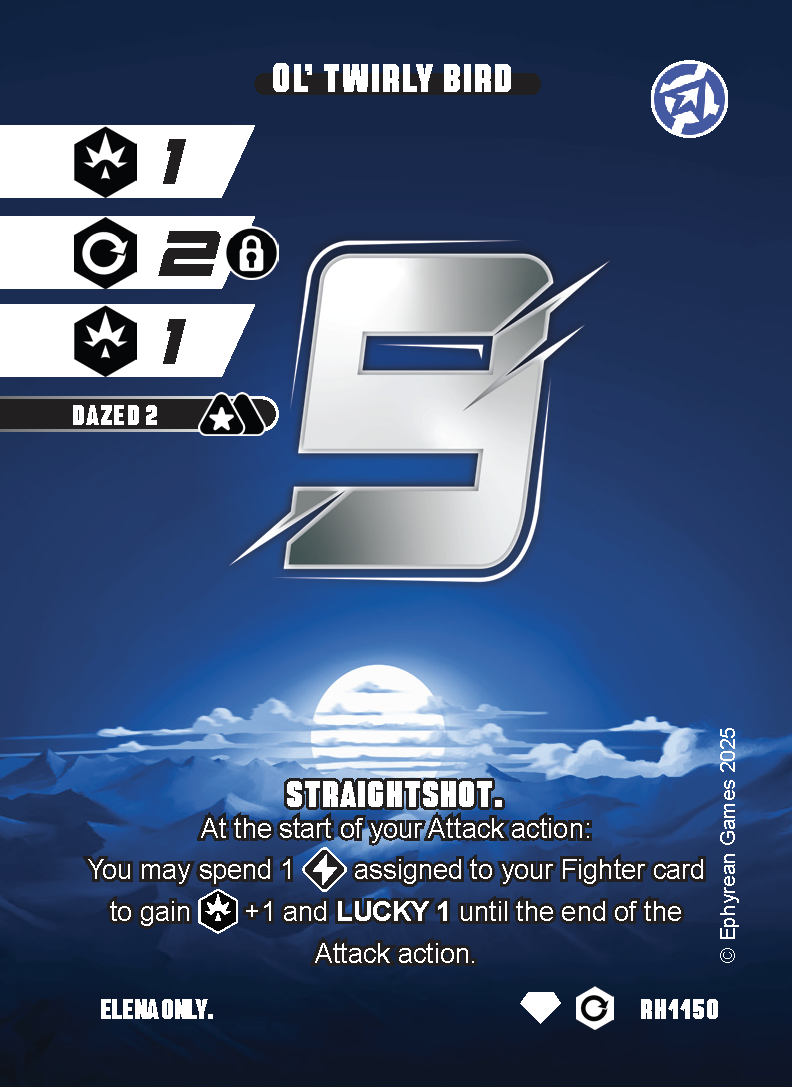 OL' TWIRLY BIRD
1
2
1
DAZED 2
9
STRAIGHTSHOT.
At the start of your Attack action:
You may spend 1 assigned to your Fighter card
to gain +1 and LUCKY 1 until the end of the
Attack action.
© Ephyrean Games 2025
ELENA ONLY.
RH1150